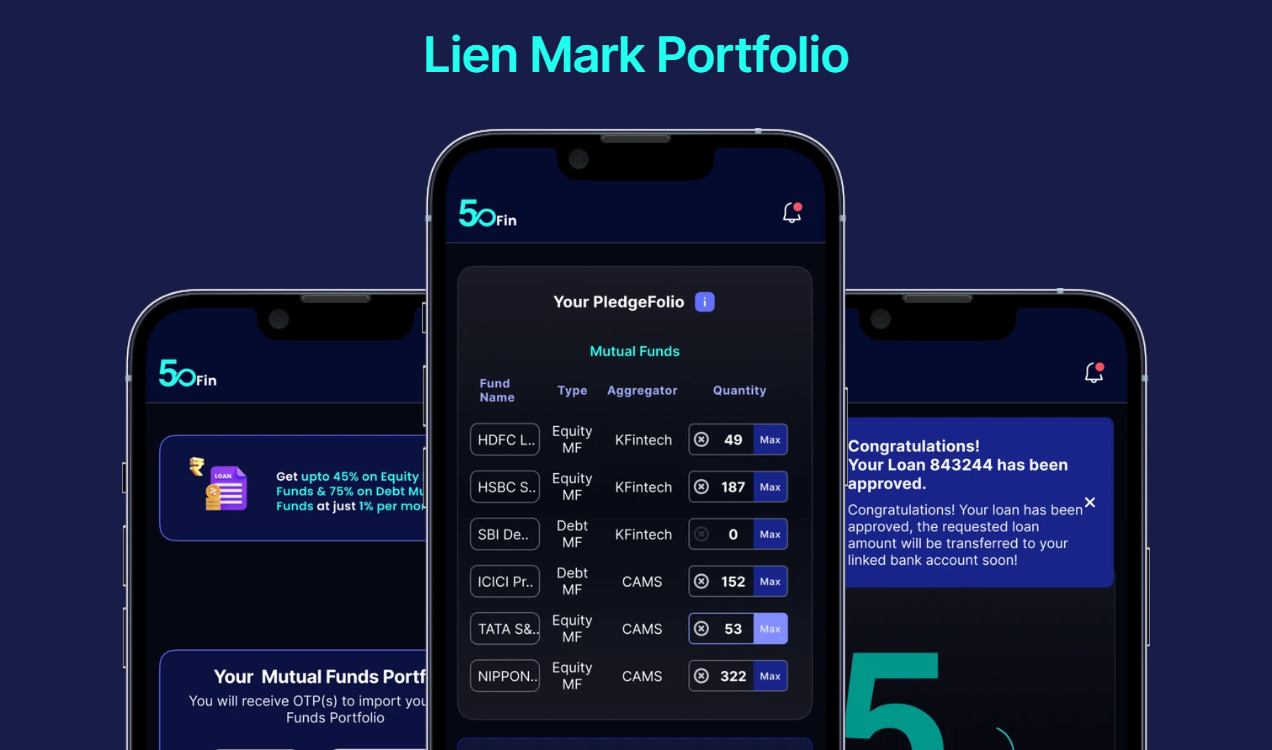 Lien Mark Portfolio
50Fin
Your PledgeFolio i
Mutual Funds
Fund Name Type Aggregator Quantity
HDFC L.. Equity MF KFintech 49 Max
HSBC S.. Equity MF KFintech 187 Max
SBI De.. Debt MF KFintech 0 Max
ICICI Pr.. Debt MF CAMS 152 Max
TATA S&.. Equity MF CAMS 53 Max
NIPPON.. Equity MF CAMS 322 Max
50Fin
LOAN
Get upto 45% on Equity
Funds & 75% on Debt Mu
Funds at just 1% per mo
Your Mutual Funds Portf
You will receive OTP(s) to import you
Funds Portfolio
Congratulations!
Your Loan 843244 has been
approved.
Congratulations! Your loan has been
approved, the requested loan
amount will be transferred to your
linked bank account soon!
5